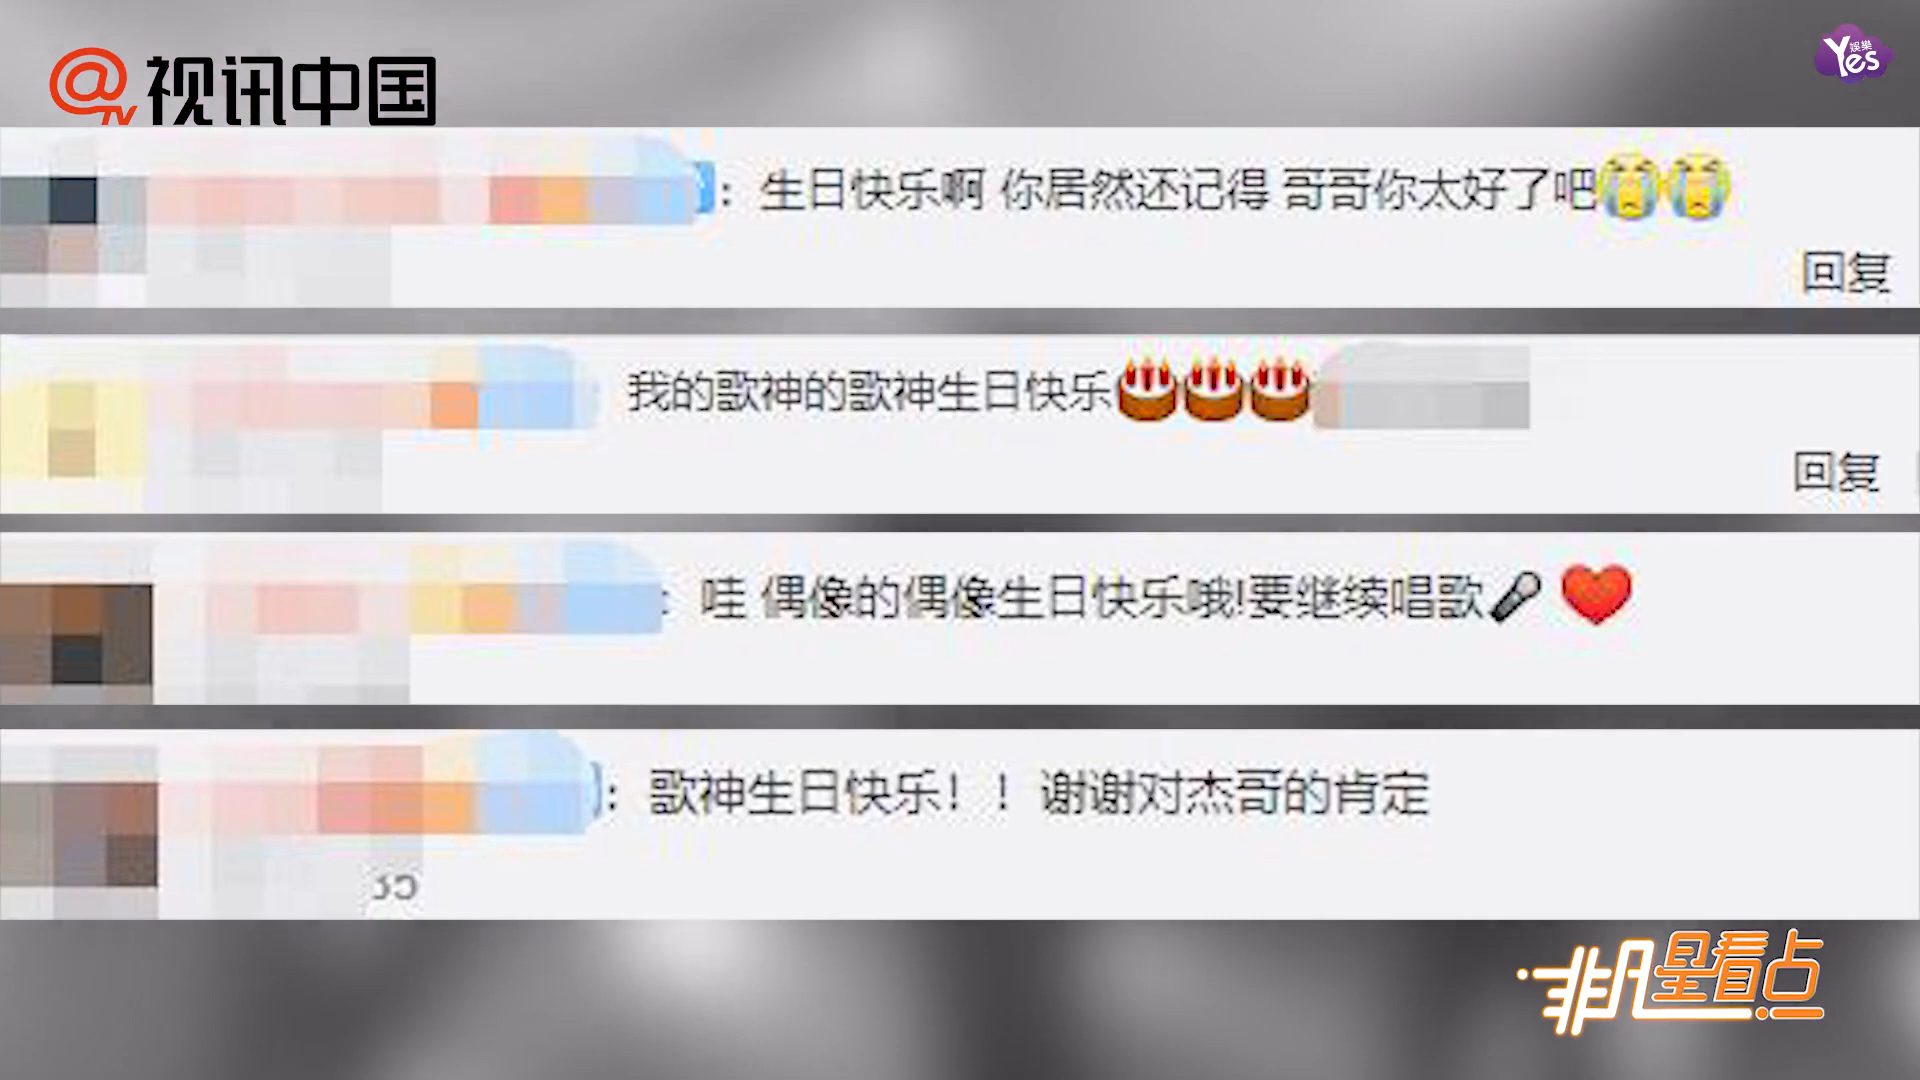 @TV 视讯中国
Yes 娱樂
：生日快乐啊 你居然还记得 哥哥你太好了吧😭😭
回复
我的歌神的歌神生日快乐🎂🎂🎂
回复
：哇 偶像的偶像生日快乐哦!要继续唱歌🎤 ❤️
：歌神生日快乐！！谢谢对杰哥的肯定
非凡星看点